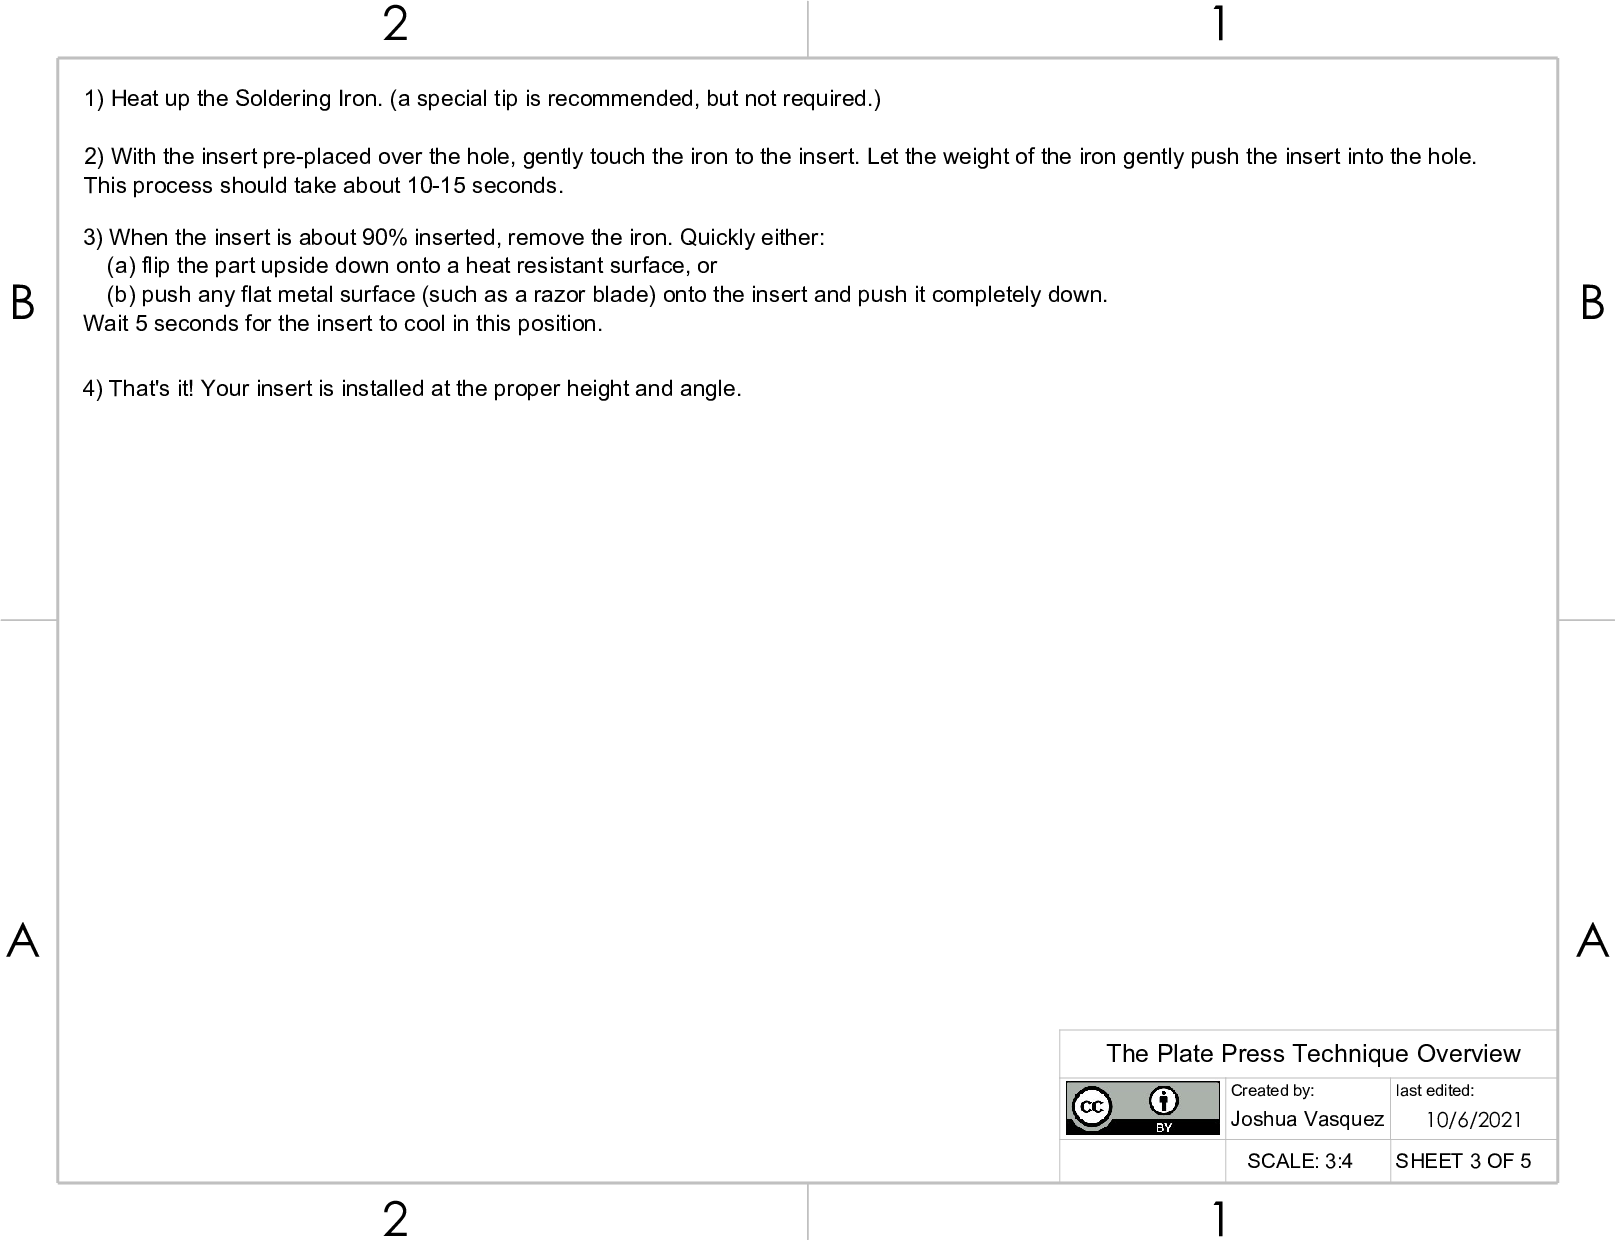 2
1
1) Heat up the Soldering Iron. (a special tip is recommended, but not required.)
2) With the insert pre-placed over the hole, gently touch the iron to the insert. Let the weight of the iron gently push the insert into the hole.
This process should take about 10-15 seconds.
3) When the insert is about 90% inserted, remove the iron. Quickly either:
(a) flip the part upside down onto a heat resistant surface, or
(b) push any flat metal surface (such as a razor blade) onto the insert and push it completely down.
B
B
Wait 5 seconds for the insert to cool in this position.
4) That's it! Your insert is installed at the proper height and angle.
A
A
The Plate Press Technique Overview
cc
BY
Created by:
Joshua Vasquez
last edited:
10/6/2021
SCALE: 3:4
SHEET 3 OF 5
2
1